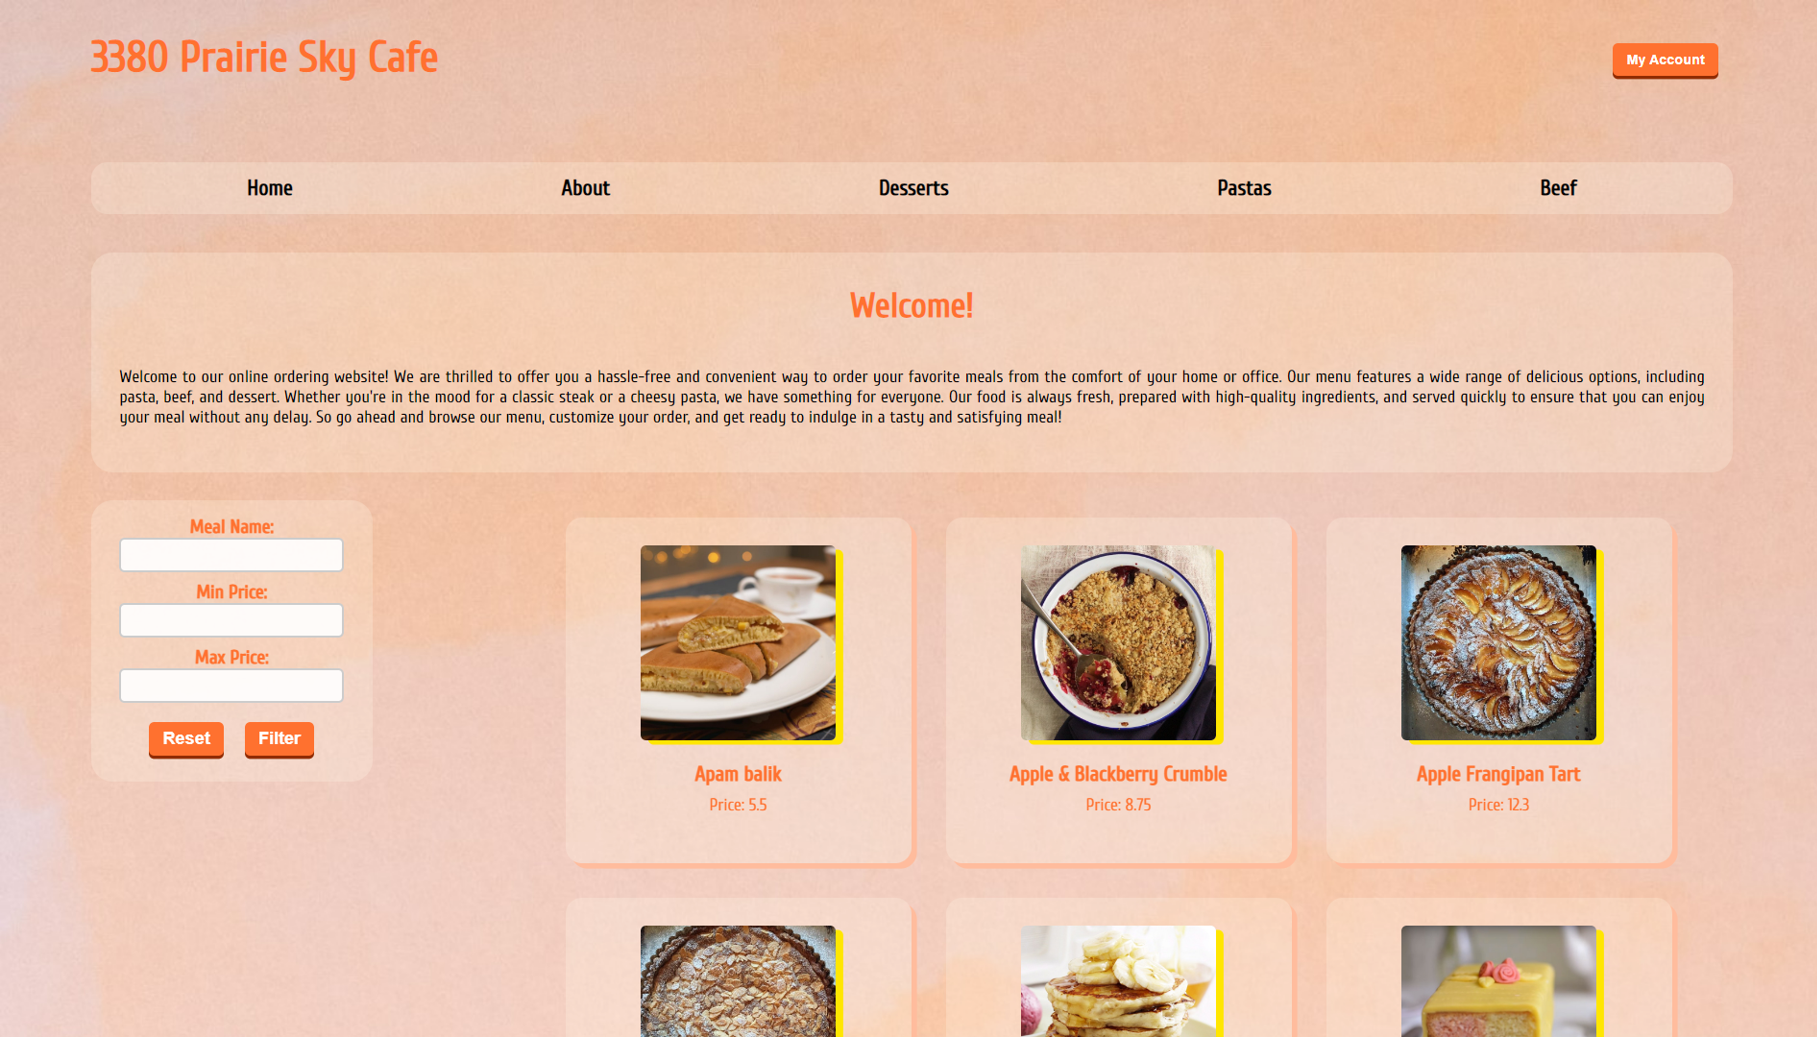 3380 Prairie Sky Cafe
My Account
Home About Desserts Pastas Beef
Welcome!
Welcome to our online ordering website! We are thrilled to offer you a hassle-free and convenient way to order your favorite meals from the comfort of your home or office. Our menu features a wide range of delicious options, including
pasta, beef, and dessert. Whether you're in the mood for a classic steak or a cheesy pasta, we have something for everyone. Our food is always fresh, prepared with high-quality ingredients, and served quickly to ensure that you can enjoy
your meal without any delay. So go ahead and browse our menu, customize your order, and get ready to indulge in a tasty and satisfying meal!
Meal Name:
Min Price:
Max Price:
Reset Filter
Apam balik
Price: 5.5
Apple & Blackberry Crumble
Price: 8.75
Apple Frangipan Tart
Price: 12.3